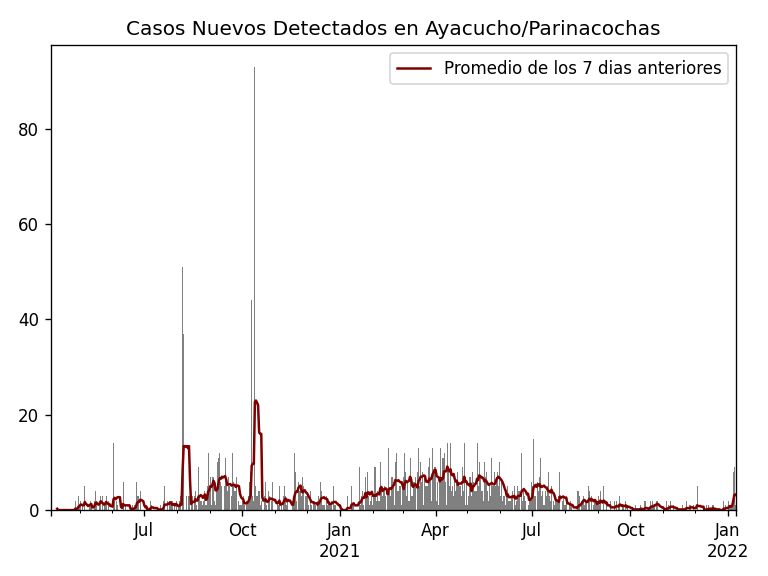 Casos Nuevos Detectados en Ayacucho/Parinacochas
Promedio de los 7 dias anteriores
80
60
40
20
0
Jul
Oct
Jan
2021
Apr
Jul
Oct
Jan
2022